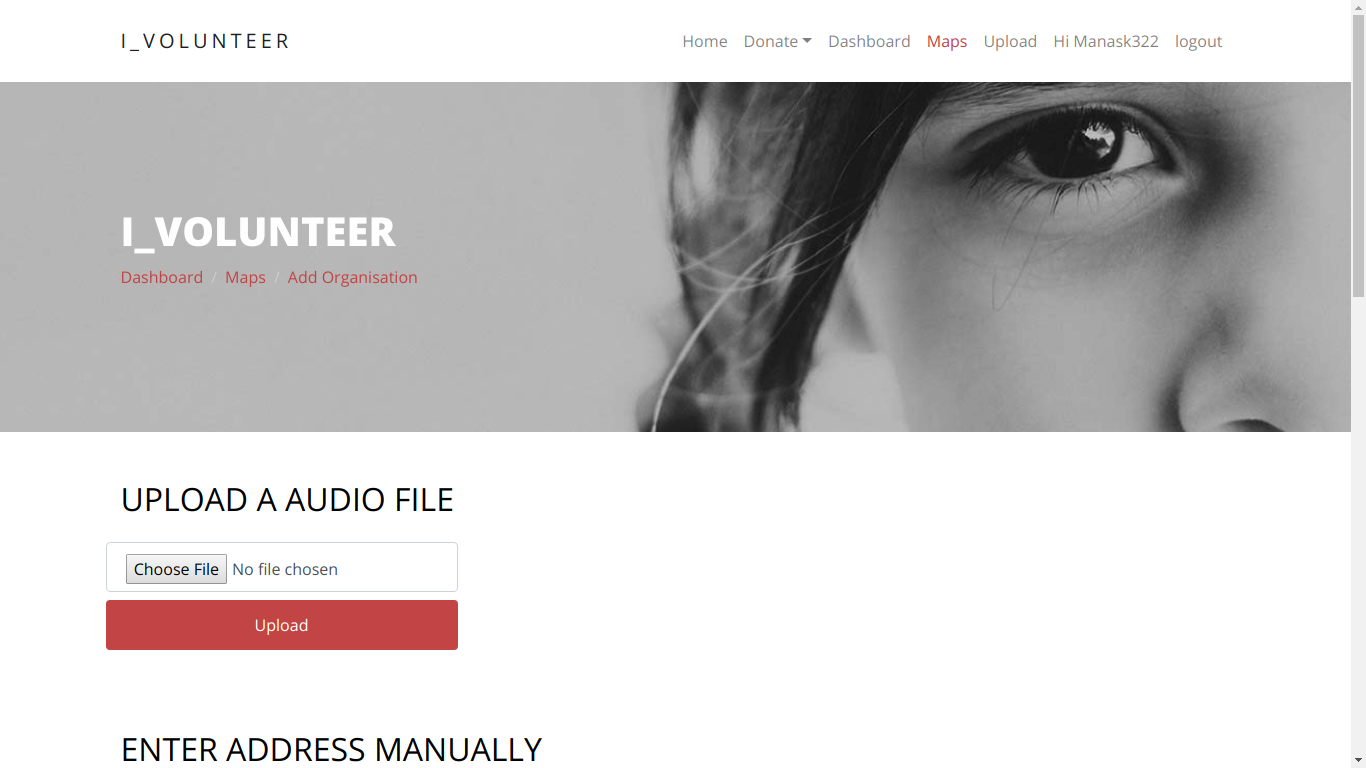 I_VOLUNTEER
Home Donate Dashboard Maps Upload Hi Manask322 logout
I_VOLUNTEER
Dashboard / Maps / Add Organisation
UPLOAD A AUDIO FILE
Choose File No file chosen
Upload
ENTER ADDRESS MANUALLY